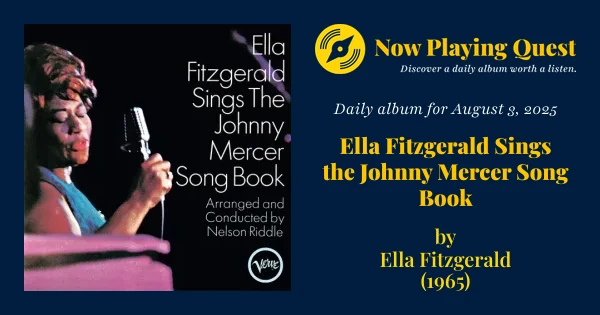 Ella
Fitzgerald
Sings The
Johnny
Mercer
Song Book
Arranged and
Conducted by
Nelson Riddle
Verve
Now Playing Quest
Discover a daily album worth a listen.
Daily album for August 3, 2025
Ella Fitzgerald Sings
the Johnny Mercer Song
Book
by
Ella Fitzgerald
(1965)